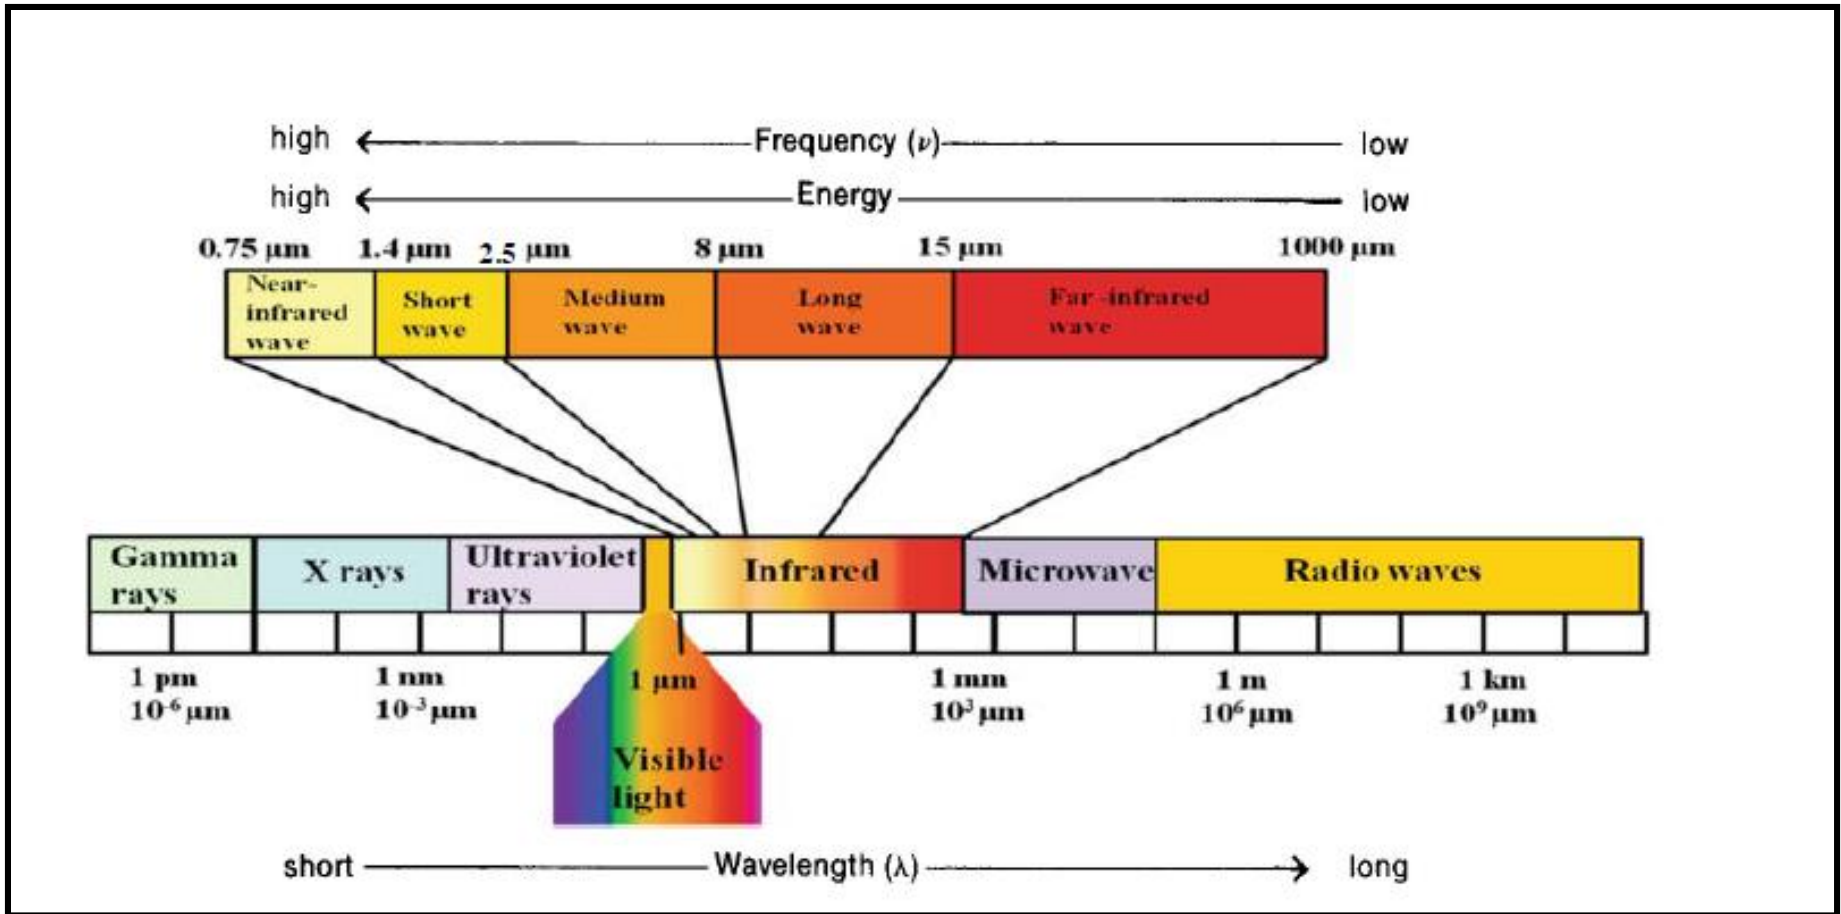 high Frequency (ν) low
high Energy low
0.75 µm 1.4 µm 2.5 µm 8 µm 15 µm 1000 µm
Near-
infrared
wave
Short
wave
Medium
wave
Long
wave
Far -infrared
wave
Gamma
rays
X rays
Ultraviolet
rays
Infrared
Microwave
Radio waves
1 pm 1 nm 1 µm 1 mm 1 m 1 km
10⁻⁶ µm 10⁻³ µm 10³ µm 10⁶ µm 10⁹ µm
Visible
light
short Wavelength (λ) long